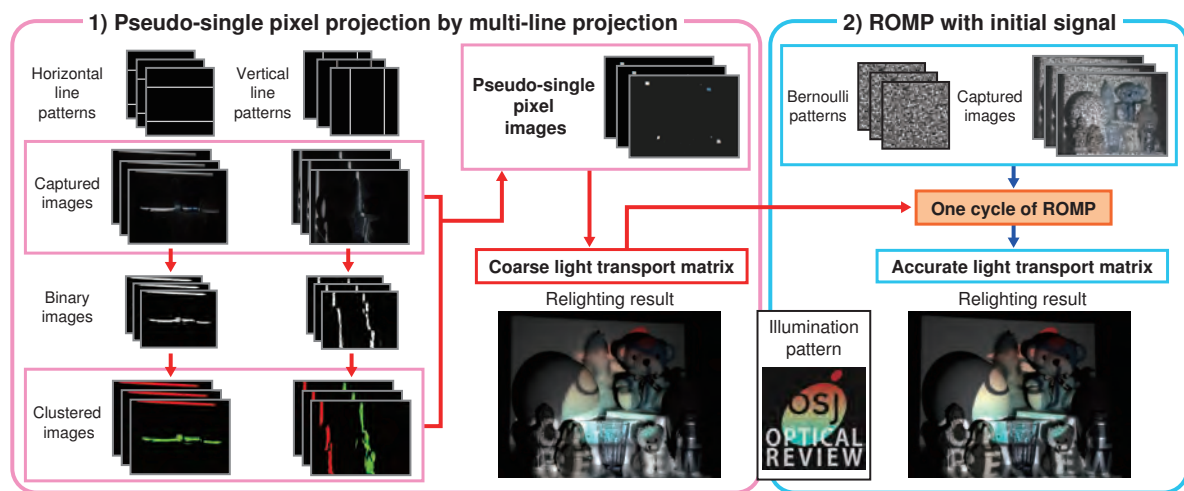 1) Pseudo-single pixel projection by multi-line projection
Horizontal
line
patterns
Vertical
line
patterns
Captured
images
Binary
images
Clustered
images
Pseudo-single
pixel
images
Coarse light transport matrix
Relighting result
Illumination
pattern
OSJ
OPTICAL
REVIEW
2) ROMP with initial signal
Bernoulli
patterns
Captured
images
One cycle of ROMP
Accurate light transport matrix
Relighting result